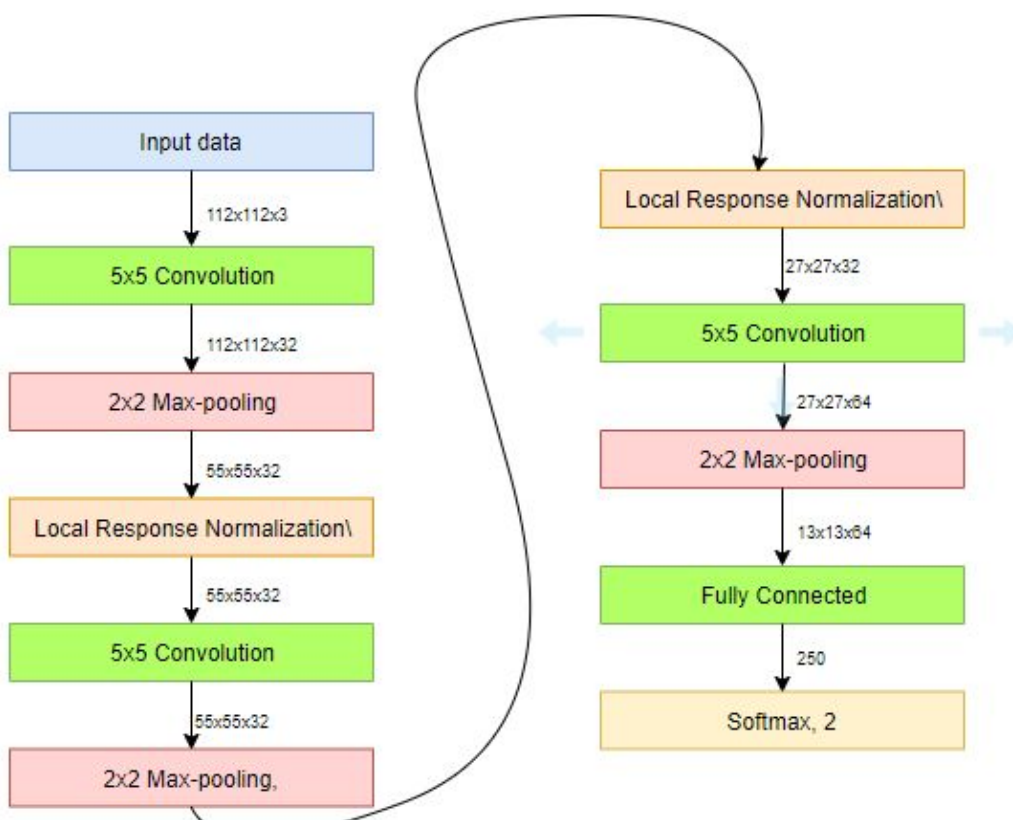 Input data
112x112x3
5x5 Convolution
112x112x32
2x2 Max-pooling
55x55x32
Local Response Normalization\
55x55x32
5x5 Convolution
55x55x32
2x2 Max-pooling,
Local Response Normalization\
27x27x32
5x5 Convolution
27x27x64
2x2 Max-pooling
13x13x64
Fully Connected
250
Softmax, 2